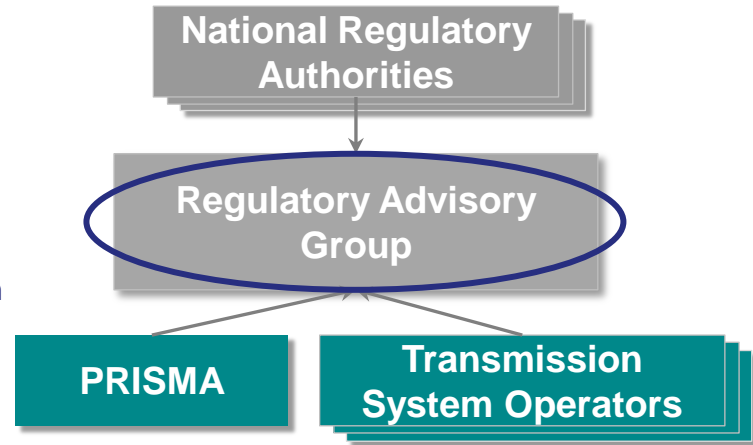 National Regulatory
Authorities
Regulatory Advisory
Group
PRISMA
Transmission
System Operators